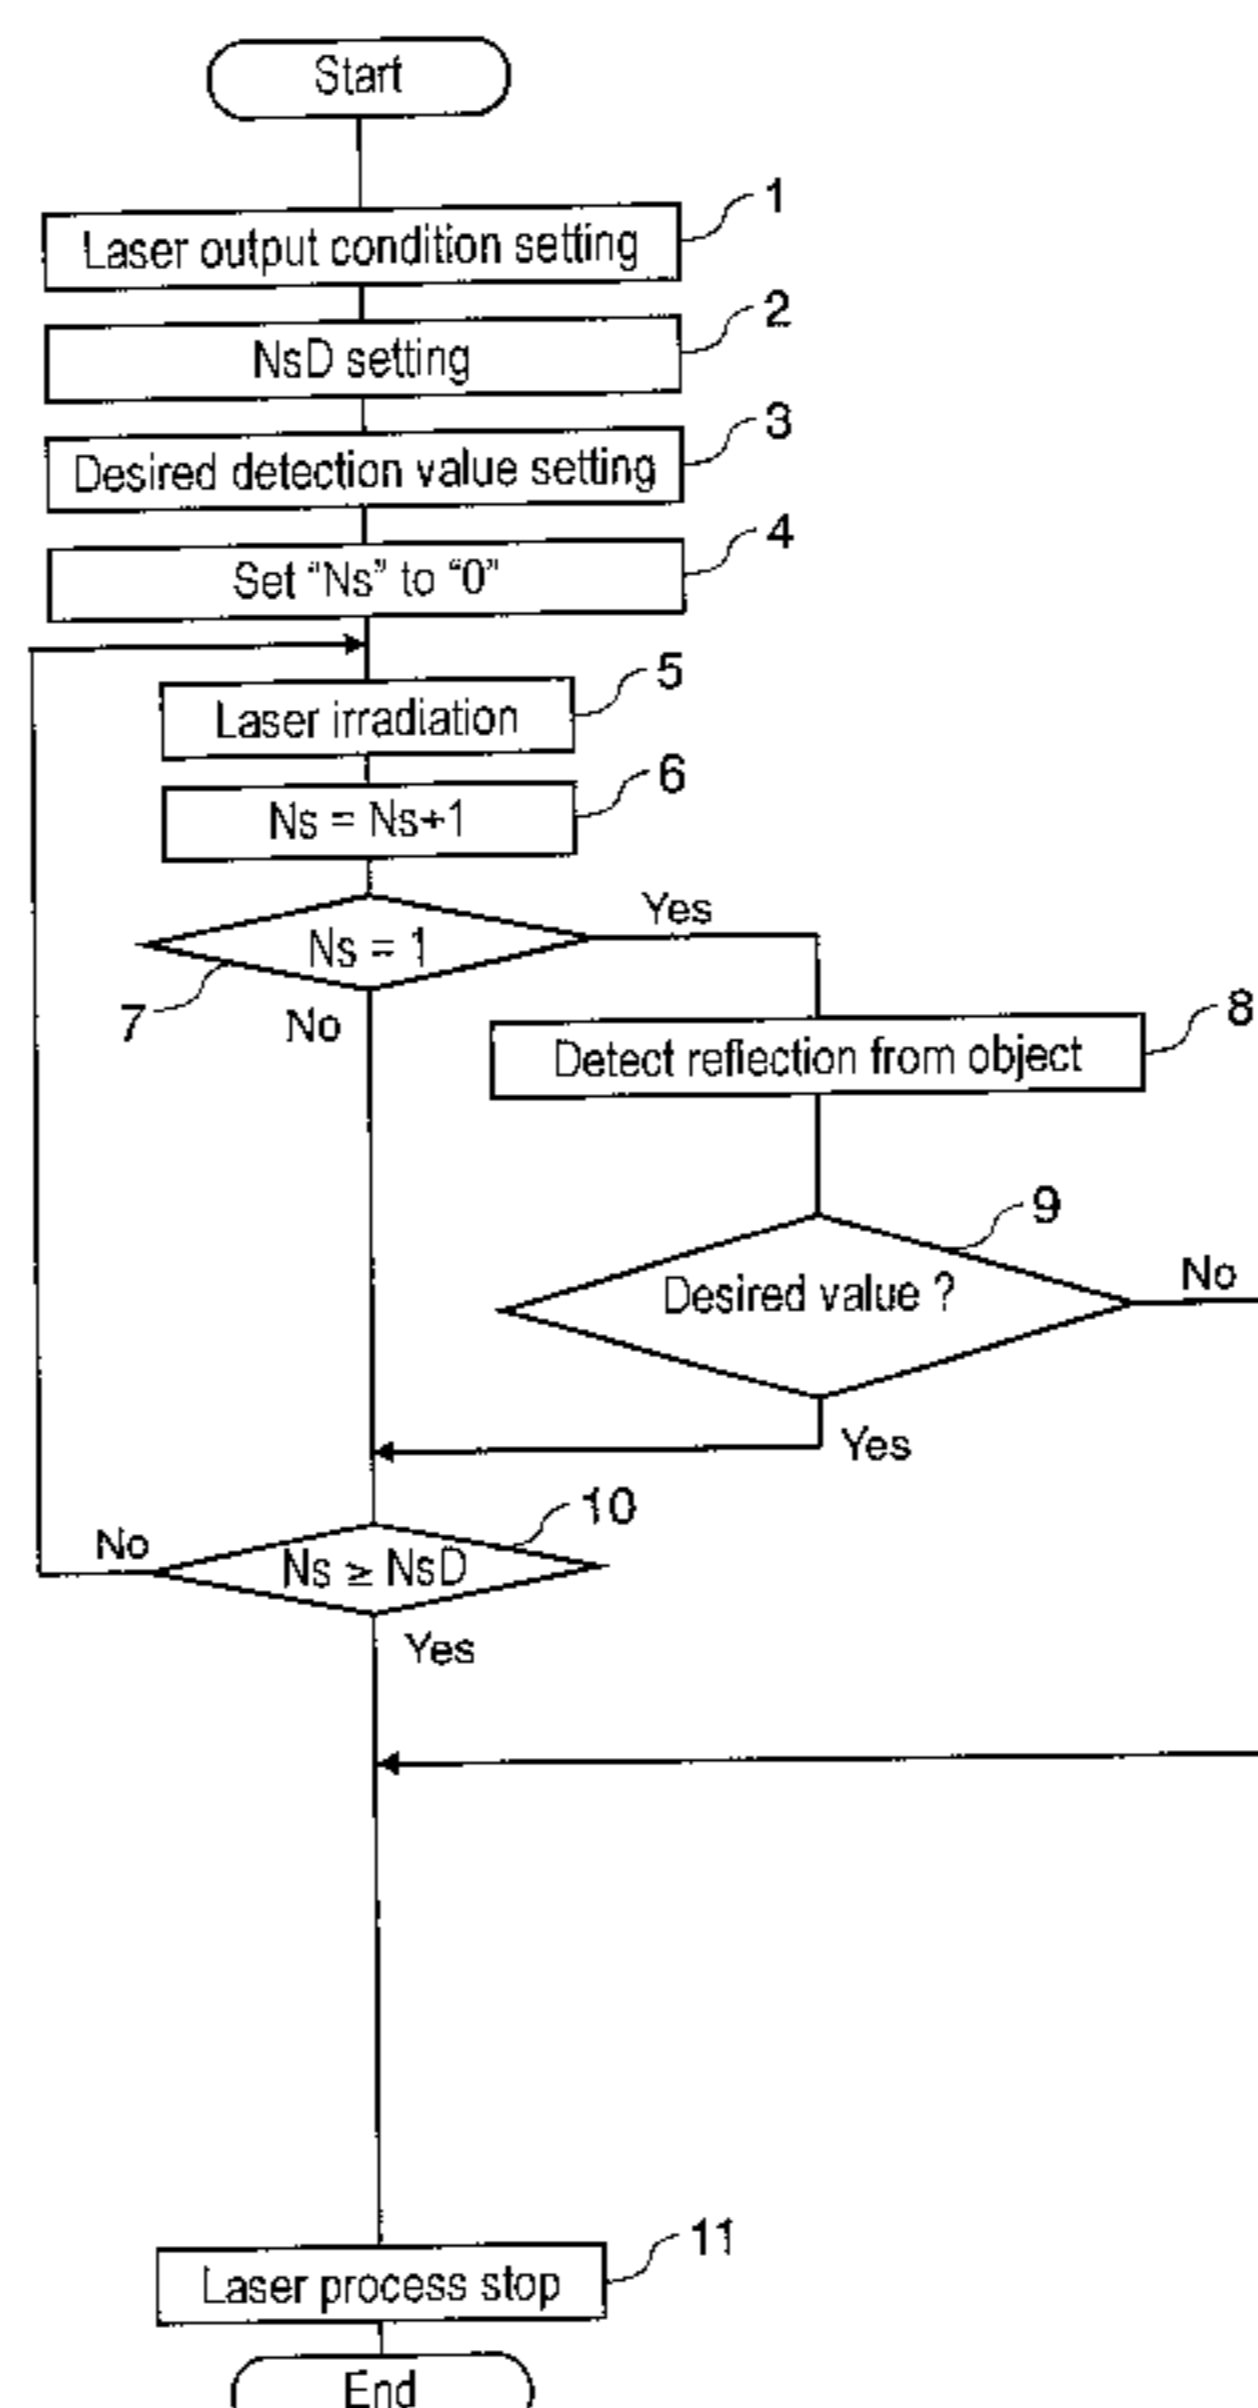 Start
1
Laser output condition setting
2
NsD setting
3
Desired detection value setting
4
Set “Ns” to “0”
5
Laser irradiation
6
Ns = Ns+1
Yes
Ns = 1
7
No
8
Detect reflection from object
9
No
Desired value ?
Yes
10
No
Ns ≥ NsD
Yes
11
Laser process stop
End